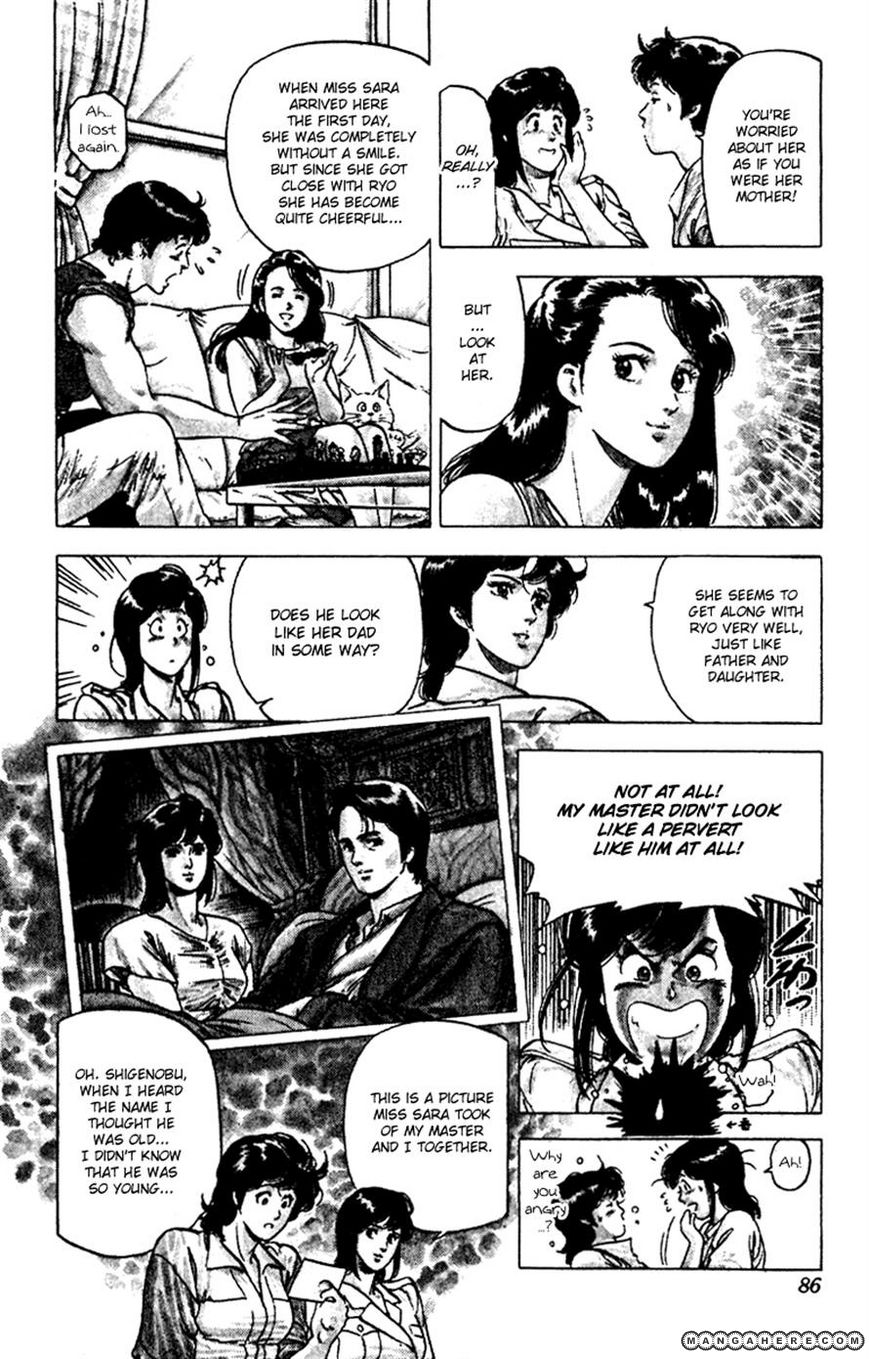 YOU'RE
WORRIED
ABOUT HER
AS IF YOU
WERE HER
MOTHER!
OH,
REALLY
...?
BUT
...
LOOK
AT
HER.
WHEN MISS SARA
ARRIVED HERE
THE FIRST DAY,
SHE WAS COMPLETELY
WITHOUT A SMILE.
BUT SINCE SHE GOT
CLOSE WITH RYO
SHE HAS BECOME
QUITE CHEERFUL...
Ah..
I lost
again.
SHE SEEMS TO
GET ALONG WITH
RYO VERY WELL,
JUST LIKE
FATHER AND
DAUGHTER.
DOES HE LOOK
LIKE HER DAD
IN SOME WAY?
NOT AT ALL!
MY MASTER DIDN'T LOOK
LIKE A PERVERT
LIKE HIM AT ALL!
くわっ
Wah!
Ah!
Why
are
you
angry
...?
THIS IS A PICTURE
MISS SARA TOOK
OF MY MASTER
AND I TOGETHER.
OH. SHIGENOBU,
WHEN I HEARD
THE NAME I
THOUGHT HE
WAS OLD...
I DIDN'T KNOW
THAT HE WAS
SO YOUNG...
86
MANGAHERE.COM